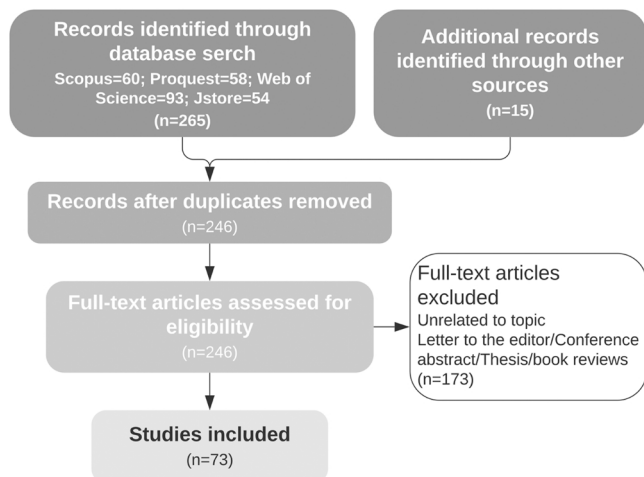 Records identified through
database serch
Scopus=60; Proquest=58; Web of
Science=93; Jstore=54
(n=265)
Additional records
identified through other
sources
(n=15)
Records after duplicates removed
(n=246)
Full-text articles assessed for
eligibility
(n=246)
Full-text articles
excluded
Unrelated to topic
Letter to the editor/Conference
abstract/Thesis/book reviews
(n=173)
Studies included
(n=73)